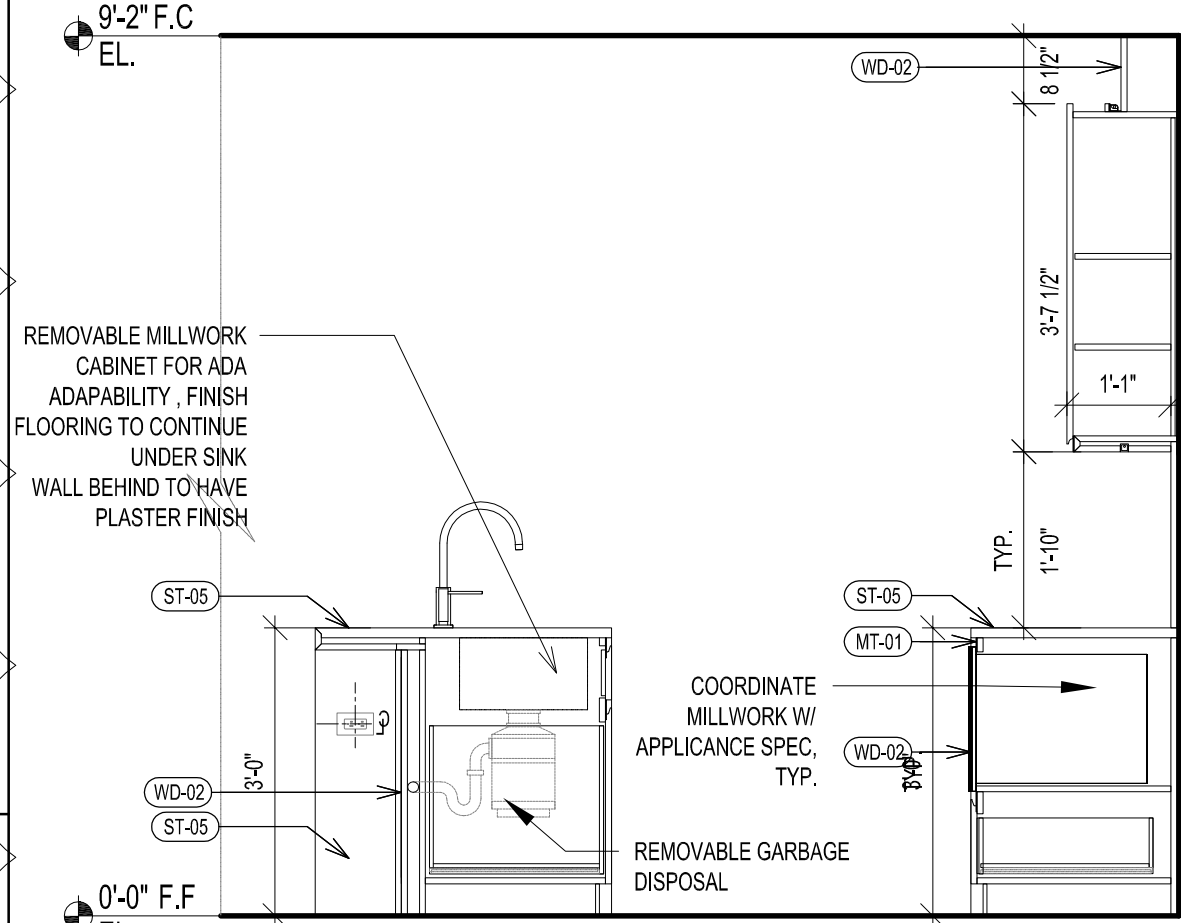 9'-2" F.C
EL.
WD-02
8 1/2"
3'-7 1/2"
1'-1"
REMOVABLE MILLWORK
CABINET FOR ADA
ADAPABILITY , FINISH
FLOORING TO CONTINUE
UNDER SINK
WALL BEHIND TO HAVE
PLASTER FINISH
TYP.
1'-10"
ST-05
ST-05
MT-01
COORDINATE
MILLWORK W/
APPLICANCE SPEC,
TYP.
WD-02
3'-0"
WD-02
ST-05
REMOVABLE GARBAGE
DISPOSAL
0'-0" F.F